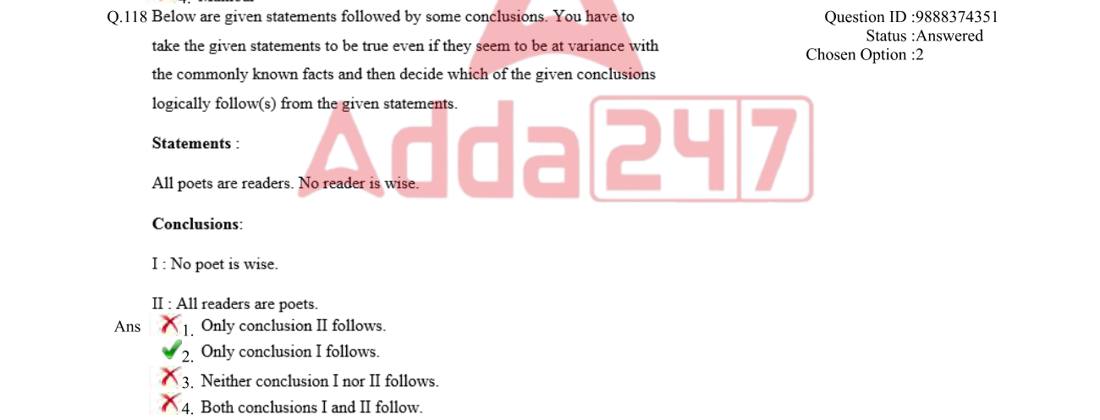 Q.118 Below are given statements followed by some conclusions. You have to
take the given statements to be true even if they seem to be at variance with
the commonly known facts and then decide which of the given conclusions
logically follow(s) from the given statements.
Statements :
All poets are readers. No reader is wise.
Conclusions:
I : No poet is wise.
II : All readers are poets.
Ans 1. Only conclusion II follows.
2. Only conclusion I follows.
3. Neither conclusion I nor II follows.
4. Both conclusions I and II follow.
Question ID :9888374351
Status :Answered
Chosen Option :2
Adda247